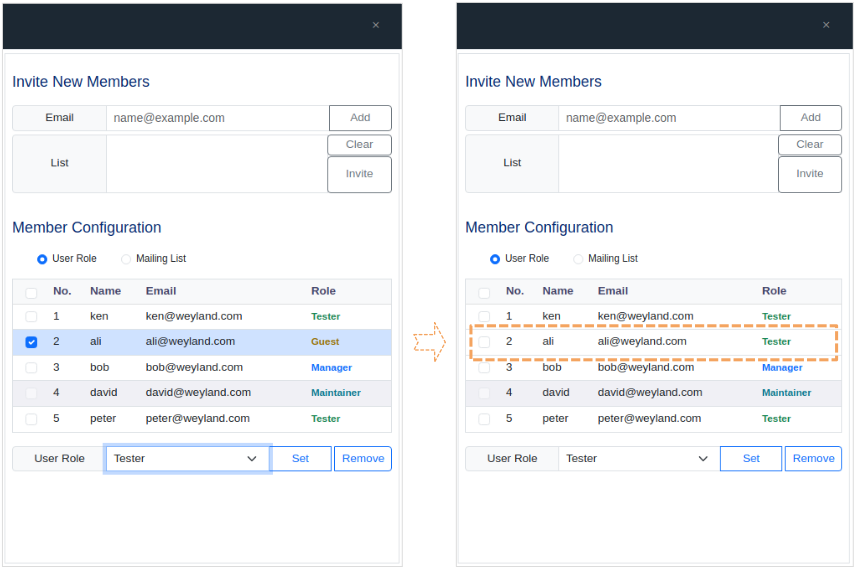 ×
Invite New Members
Email name@example.com Add
List Clear
Invite
Member Configuration
User Role Mailing List
No. Name Email Role
1 ken ken@weyland.com Tester
2 ali ali@weyland.com Guest
3 bob bob@weyland.com Manager
4 david david@weyland.com Maintainer
5 peter peter@weyland.com Tester
User Role Tester Set Remove
×
Invite New Members
Email name@example.com Add
List Clear
Invite
Member Configuration
User Role Mailing List
No. Name Email Role
1 ken ken@weyland.com Tester
2 ali ali@weyland.com Tester
3 bob bob@weyland.com Manager
4 david david@weyland.com Maintainer
5 peter peter@weyland.com Tester
User Role Tester Set Remove